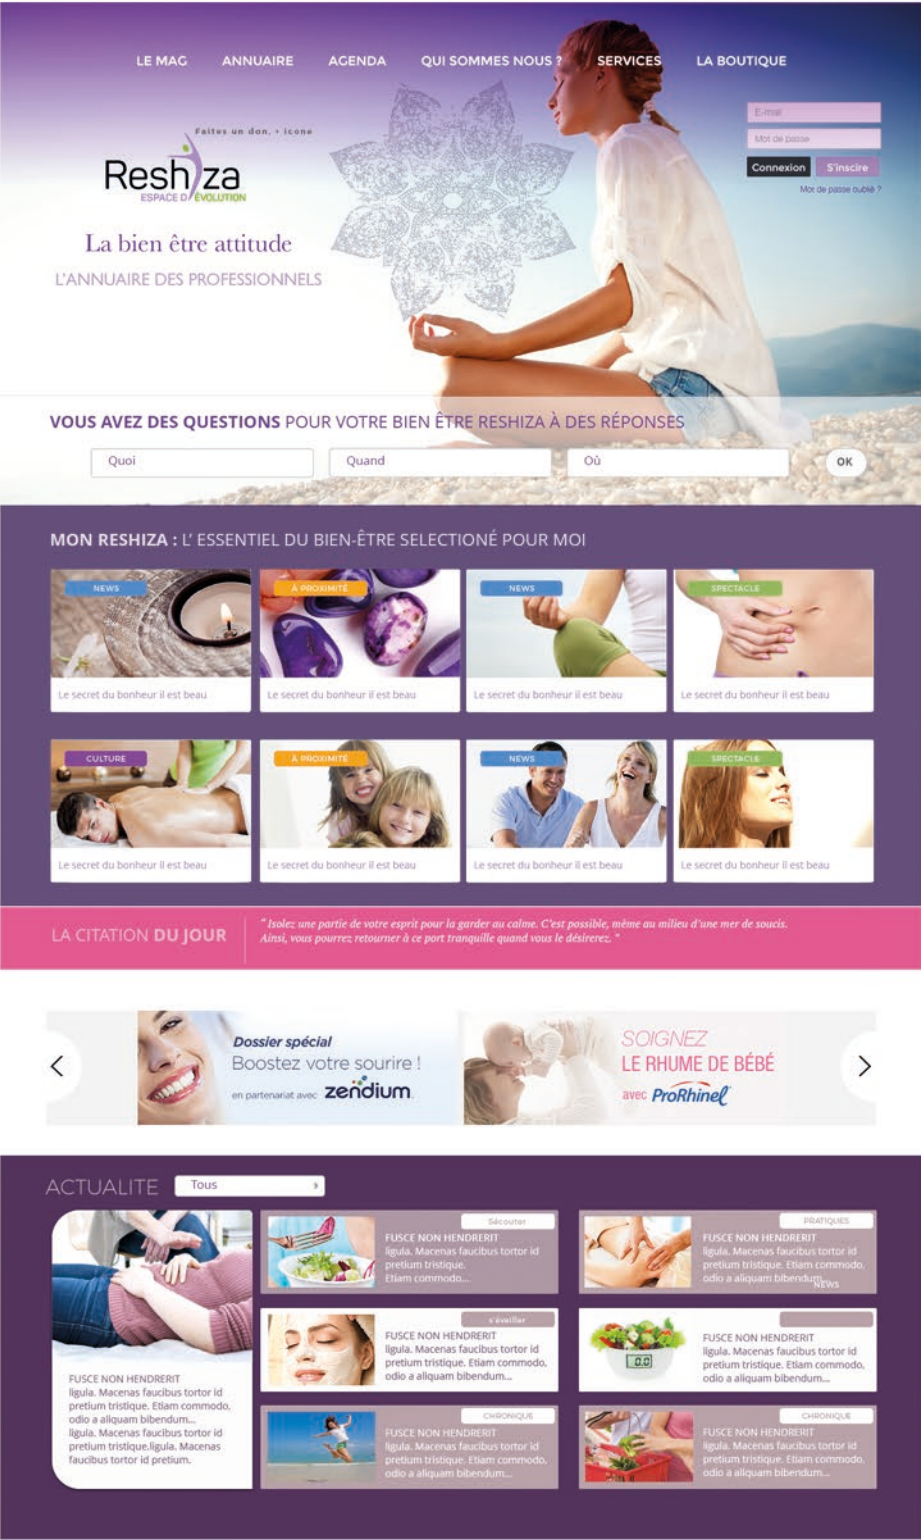 LE MAG ANNUAIRE AGENDA QUI SOMMES NOUS ? SERVICES LA BOUTIQUE
E-mail
Mot de passe
Connexion S'inscire
Mot de passe oublé ?
Faites un don. + icone
Reshiza
ESPACE D'ÉVOLUTION
La bien être attitude
L'ANNUAIRE DES PROFESSIONNELS
VOUS AVEZ DES QUESTIONS POUR VOTRE BIEN ÊTRE RESHIZA À DES RÉPONSES
Quoi Quand Où OK
MON RESHIZA : L' ESSENTIEL DU BIEN-ÊTRE SELECTIONÉ POUR MOI
NEWS
Le secret du bonheur il est beau
À PROXIMITÉ
Le secret du bonheur il est beau
NEWS
Le secret du bonheur il est beau
SPECTACLE
Le secret du bonheur il est beau
CULTURE
Le secret du bonheur il est beau
À PROXIMITÉ
Le secret du bonheur il est beau
NEWS
Le secret du bonheur il est beau
SPECTACLE
Le secret du bonheur il est beau
LA CITATION DU JOUR
“ Isolez une partie de votre esprit pour la garder au calme. C'est possible, même au milieu d'une mer de soucis.
Ainsi, vous pourrez retourner à ce port tranquille quand vous le désirerez. ”
Dossier spécial
Boostez votre sourire !
en partenariat avec zendium
SOIGNEZ
LE RHUME DE BÉBÉ
avec ProRhinel
ACTUALITE Tous
FUSCE NON HENDRERIT
ligula. Macenas faucibus tortor id
pretium tristique. Etiam commodo,
odio a aliquam bibendum...
ligula. Macenas faucibus tortor id
pretium tristique.ligula. Macenas
faucibus tortor id pretium.
Sécouter
FUSCE NON HENDRERIT
ligula. Macenas faucibus tortor id
pretium tristique.
Etiam commodo...
PRATIQUES
FUSCE NON HENDRERIT
ligula. Macenas faucibus tortor id
pretium tristique. Etiam commodo,
odio a aliquam bibendum...
NEWS
s'éveiller
FUSCE NON HENDRERIT
ligula. Macenas faucibus tortor id
pretium tristique. Etiam commodo,
odio a aliquam bibendum...
0.0
FUSCE NON HENDRERIT
ligula. Macenas faucibus tortor id
pretium tristique. Etiam commodo,
odio a aliquam bibendum...
CHRONIQUE
FUSCE NON HENDRERIT
ligula. Macenas faucibus tortor id
pretium tristique. Etiam commodo,
odio a aliquam bibendum...
CHRONIQUE
FUSCE NON HENDRERIT
ligula. Macenas faucibus tortor id
pretium tristique. Etiam commodo,
odio a aliquam bibendum...